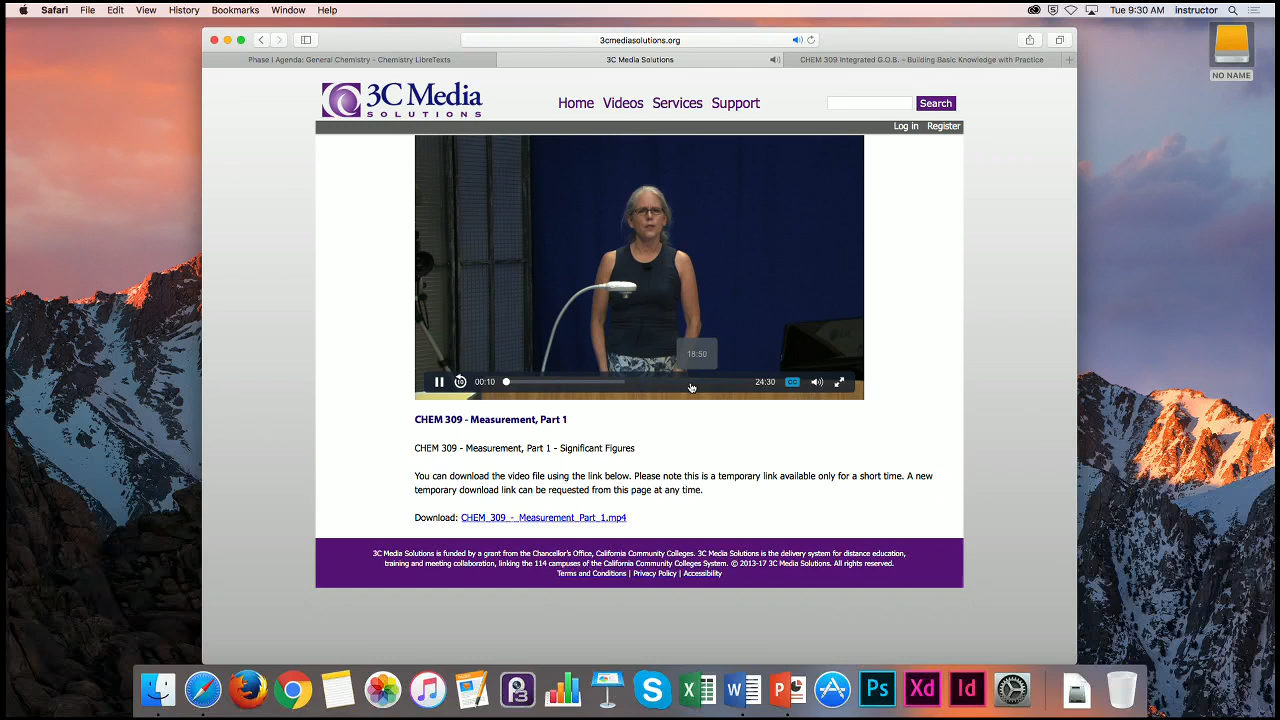 Safari File Edit View History Bookmarks Window Help
Tue 9:30 AM instructor
3cmediasolutions.org
NO NAME
Phase I Agenda: General Chemistry - Chemistry LibreTexts
3C Media Solutions
CHEM 309 Integrated G.O.B. – Building Basic Knowledge with Practice
3C Media
SOLUTIONS
Home Videos Services Support
Search
Log in Register
18:50
10 00:10 24:30 CC
CHEM 309 - Measurement, Part 1
CHEM 309 - Measurement, Part 1 - Significant Figures
You can download the video file using the link below. Please note this is a temporary link available only for a short time. A new
temporary download link can be requested from this page at any time.
Download: CHEM_309_-_Measurement_Part_1.mp4
3C Media Solutions is funded by a grant from the Chancellor's Office, California Community Colleges. 3C Media Solutions is the delivery system for distance education,
training and meeting collaboration, linking the 114 campuses of the California Community Colleges System. © 2013-17 3C Media Solutions. All rights reserved.
Terms and Conditions | Privacy Policy | Accessibility
Ps Xd Id